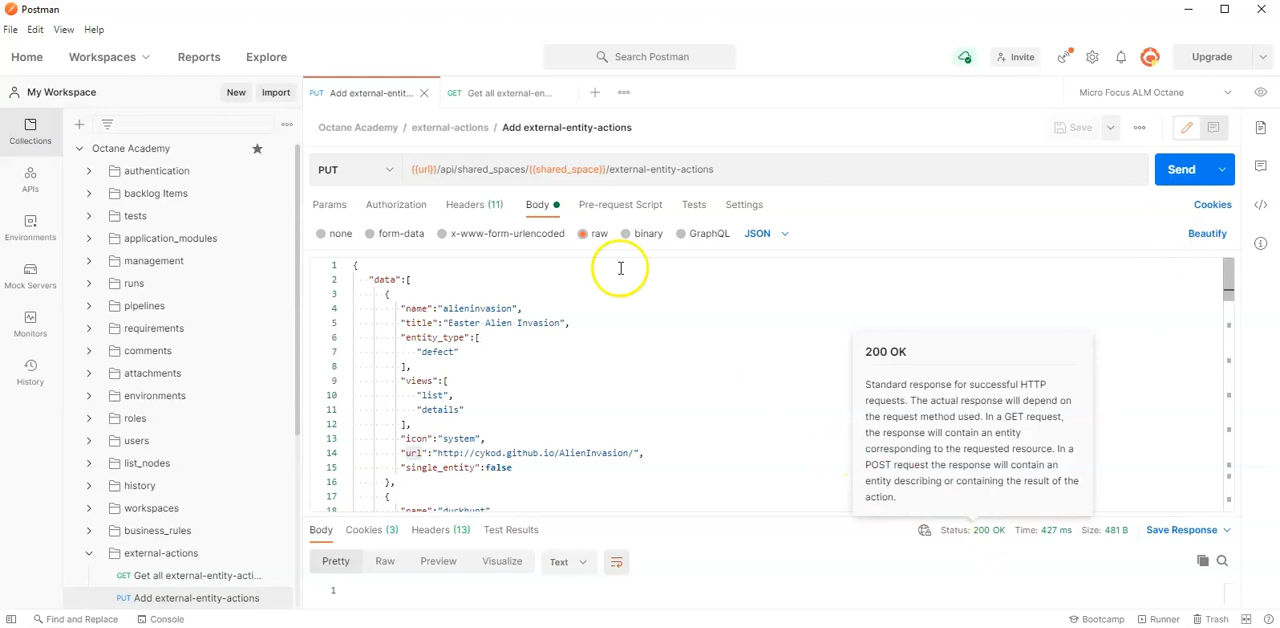 Postman
File Edit View Help
Home Workspaces Reports Explore Search Postman Invite Upgrade
My Workspace New Import PUT Add external-entit... GET Get all external-en... Micro Focus ALM Octane
Collections
APIs
Environments
Mock Servers
Monitors
History
Octane Academy
authentication
backlog Items
tests
application_modules
management
runs
pipelines
requirements
comments
attachments
environments
roles
users
list_nodes
history
workspaces
business_rules
external-actions
GET Get all external-entity-acti...
PUT Add external-entity-actions
Octane Academy / external-actions / Add external-entity-actions Save
PUT {{url}}/api/shared_spaces/{{shared_space}}/external-entity-actions Send
Params Authorization Headers (11) Body Pre-request Script Tests Settings Cookies
none form-data x-www-form-urlencoded raw binary GraphQL JSON Beautify
1 {
2 "data":[
3 {
4 "name":"alieninvasion",
5 "title":"Easter Alien Invasion",
6 "entity_type":[
7 "defect"
8 ],
9 "views":[
10 "list",
11 "details"
12 ],
13 "icon":"system",
14 "url":"http://cykod.github.io/AlienInvasion/",
15 "single_entity":false
16 },
17 {
18 "name":"duckhunt",
200 OK
Standard response for successful HTTP
requests. The actual response will depend on
the request method used. In a GET request,
the response will contain an entity
corresponding to the requested resource. In a
POST request the response will contain an
entity describing or containing the result of the
action.
Body Cookies (3) Headers (13) Test Results Status: 200 OK Time: 427 ms Size: 481 B Save Response
Pretty Raw Preview Visualize Text
1
Find and Replace Console Bootcamp Runner Trash